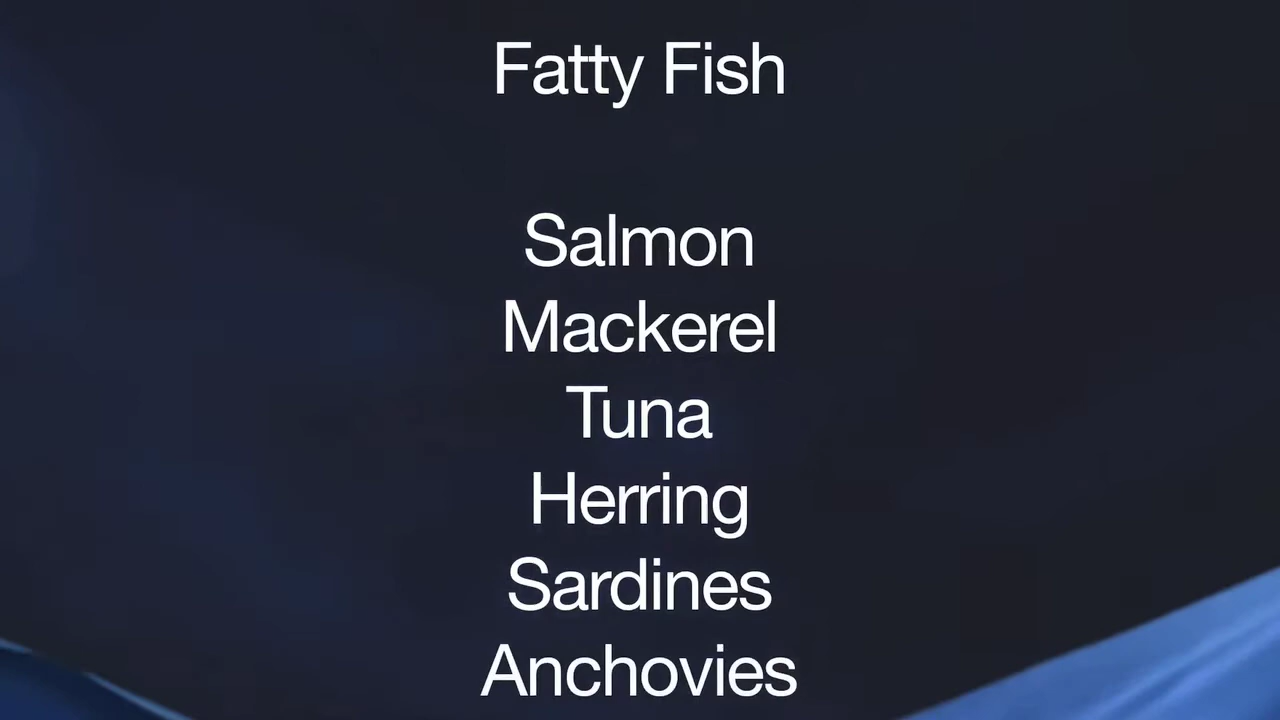 Fatty Fish
Salmon
Mackerel
Tuna
Herring
Sardines
Anchovies